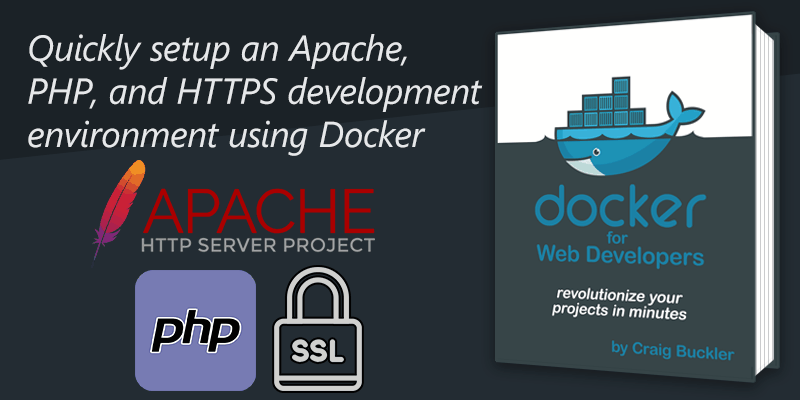 Quickly setup an Apache,
PHP, and HTTPS development
environment using Docker
APACHE
HTTP SERVER PROJECT
php
SSL
docker
for
Web Developers
revolutionize your
projects in minutes
by Craig Buckler